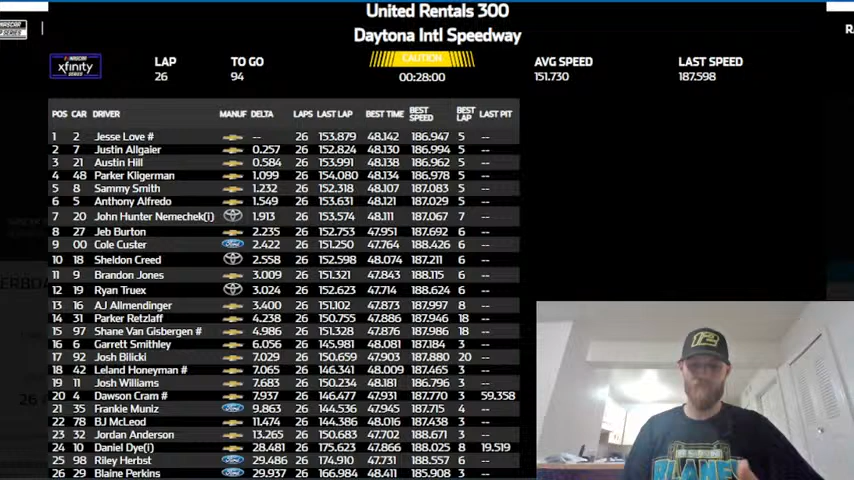 United Rentals 300
Daytona Intl Speedway
NASCAR
xfinity
SERIES
LAP TO GO CAUTION AVG SPEED LAST SPEED
26 94 00:28:00 151.730 187.598
POS CAR DRIVER MANUF DELTA LAPS LAST LAP BEST TIME BEST SPEED BEST LAP LAST PIT
1 2 Jesse Love # -- 26 153.879 48.142 186.947 5 --
2 7 Justin Allgaier 0.257 26 152.824 48.130 186.994 5 --
3 21 Austin Hill 0.584 26 153.991 48.138 186.962 5 --
4 48 Parker Kligerman 1.099 26 154.080 48.134 186.978 5 --
5 8 Sammy Smith 1.232 26 152.318 48.107 187.083 5 --
6 5 Anthony Alfredo 1.549 26 153.631 48.121 187.029 5 --
7 20 John Hunter Nemechek(i) 1.913 26 153.574 48.111 187.067 7 --
8 27 Jeb Burton 2.235 26 152.753 47.951 187.692 6 --
9 00 Cole Custer Ford 2.422 26 151.250 47.764 188.426 6 --
10 18 Sheldon Creed 2.558 26 152.598 48.074 187.211 6 --
11 9 Brandon Jones 3.009 26 151.321 47.843 188.115 6 --
12 19 Ryan Truex 3.024 26 152.623 47.714 188.624 6 --
13 16 AJ Allmendinger 3.400 26 151.102 47.873 187.997 8 --
14 31 Parker Retzlaff 4.238 26 150.755 47.886 187.946 18 --
15 97 Shane Van Gisbergen # 4.986 26 151.328 47.876 187.986 18 --
16 6 Garrett Smithley 6.056 26 145.981 48.081 187.184 3 --
17 92 Josh Bilicki 7.029 26 150.659 47.903 187.880 20 --
18 42 Leland Honeyman # 7.065 26 146.341 48.009 187.465 3 --
19 11 Josh Williams 7.683 26 150.234 48.181 186.796 3 --
20 4 Dawson Cram # 7.937 26 146.477 47.931 187.770 3 59.358
21 35 Frankie Muniz Ford 9.863 26 144.536 47.945 187.715 4 --
22 78 BJ McLeod 11.474 26 144.386 48.016 187.438 3 --
23 32 Jordan Anderson 13.265 26 150.683 47.702 188.671 3 --
24 10 Daniel Dye(i) 28.481 26 175.623 47.866 188.025 8 19.519
25 98 Riley Herbst Ford 29.486 26 174.910 47.731 188.557 6 --
26 29 Blaine Perkins Ford 29.937 26 166.984 48.411 185.908 3 --
12